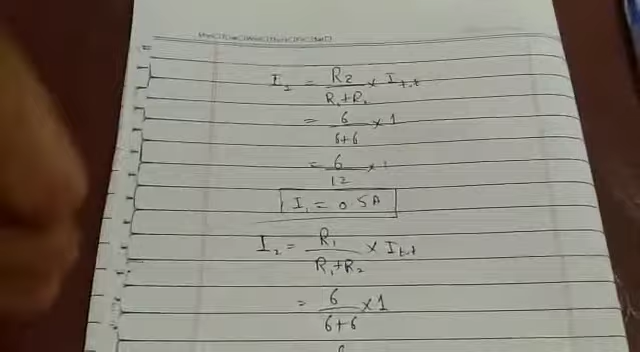 I₁ = R2/R₁+R₂ × Itot
= 6/6+6 × 1
= 6/12 × 1
I₁ = 0.5A
I₂ = R₁/R₁+R₂ × Itot
= 6/6+6 × 1